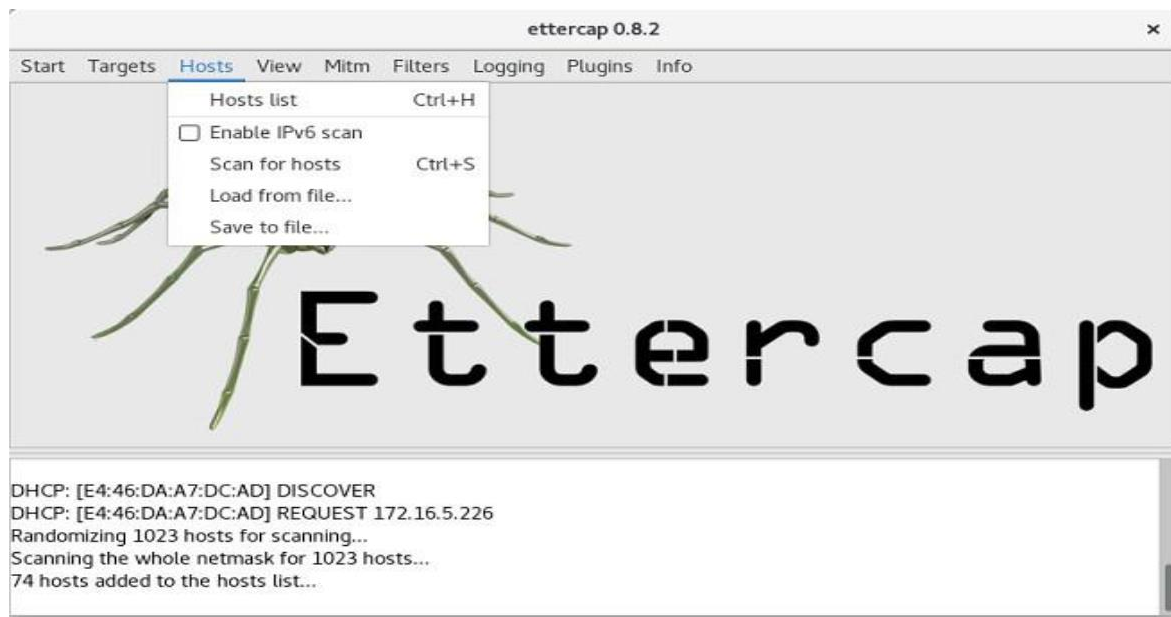 ettercap 0.8.2 ×
Start Targets Hosts View Mitm Filters Logging Plugins Info
Hosts list Ctrl+H
Enable IPv6 scan
Scan for hosts Ctrl+S
Load from file...
Save to file...
Ettercap
DHCP: [E4:46:DA:A7:DC:AD] DISCOVER
DHCP: [E4:46:DA:A7:DC:AD] REQUEST 172.16.5.226
Randomizing 1023 hosts for scanning...
Scanning the whole netmask for 1023 hosts...
74 hosts added to the hosts list...